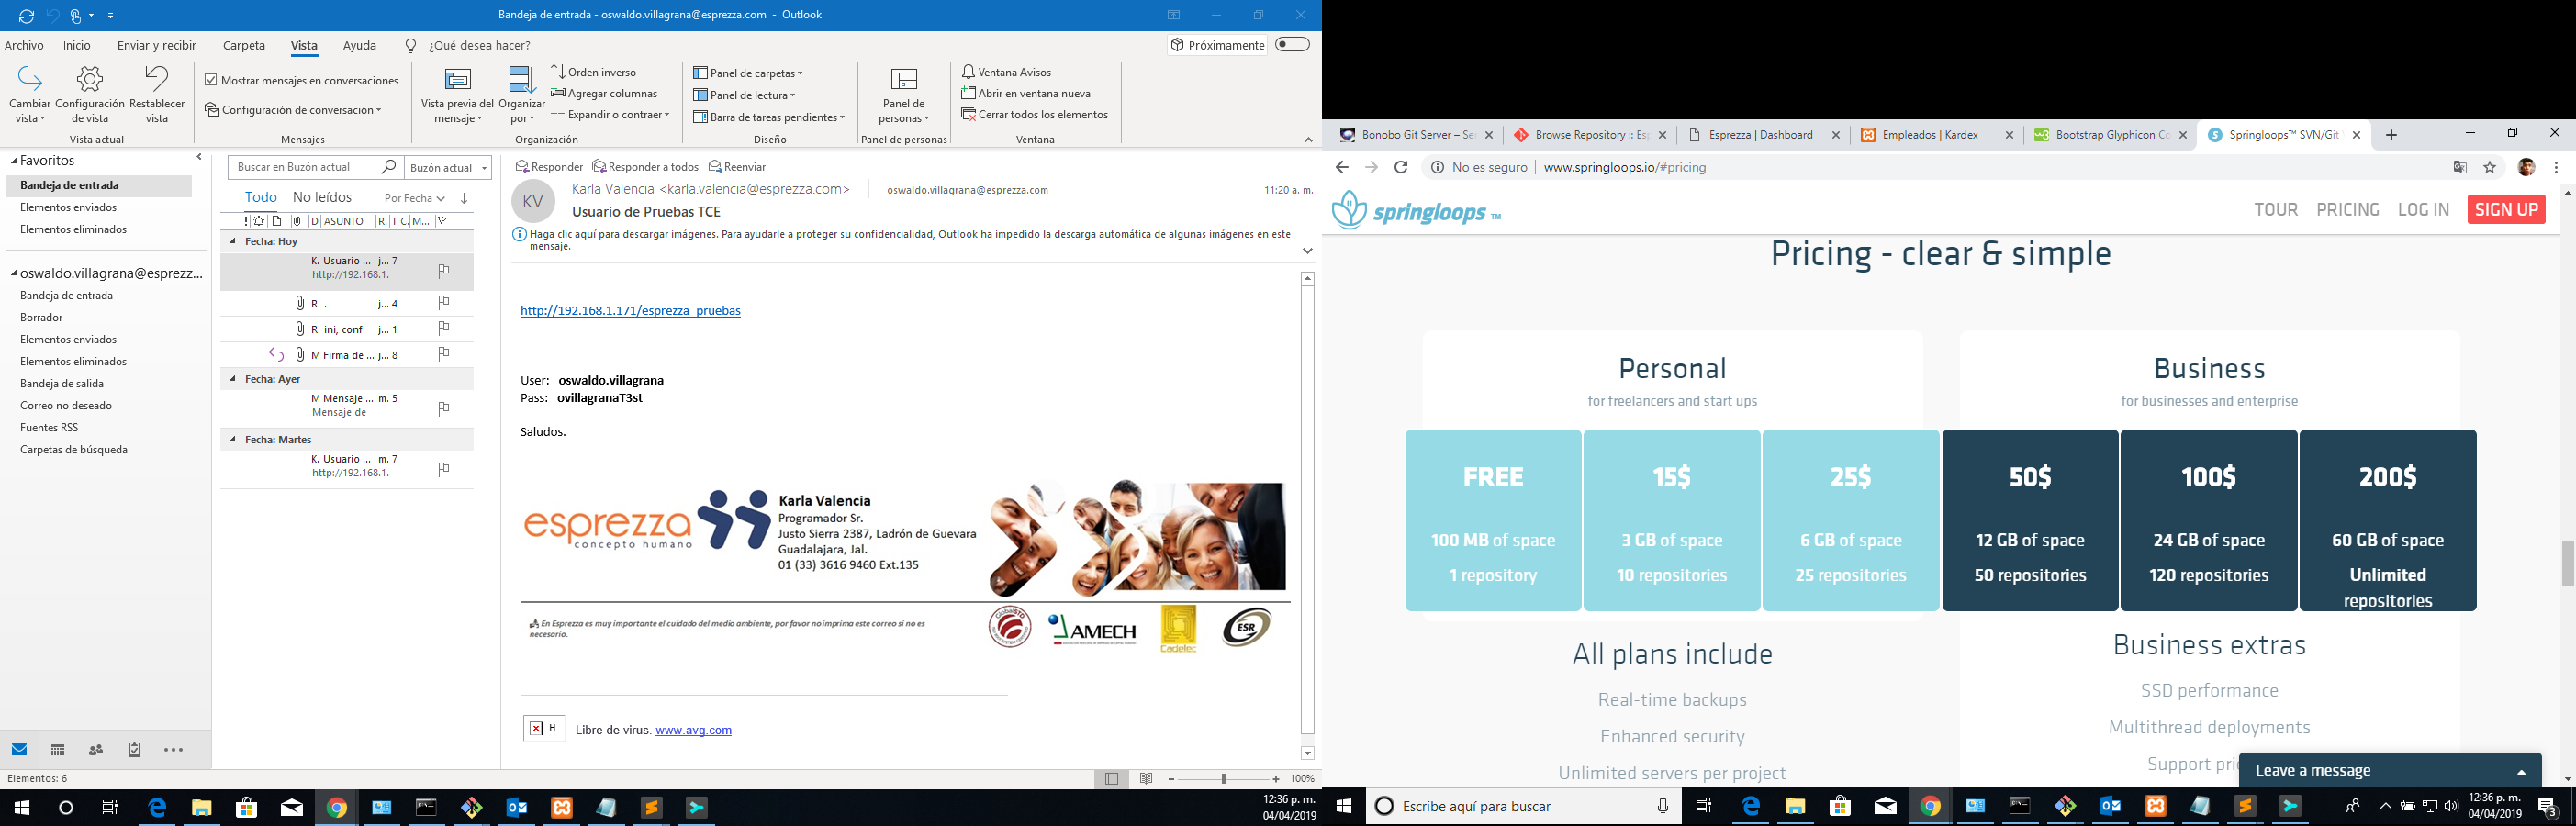 Bandeja de entrada - oswaldo.villagrana@esprezza.com - Outlook
Archivo Inicio Enviar y recibir Carpeta Vista Ayuda ¿Qué desea hacer? Próximamente
Cambiar vista
Configuración de vista
Restablecer vista
Vista actual
Mostrar mensajes en conversaciones
Configuración de conversación
Mensajes
Vista previa del mensaje
Organizar por
Orden inverso
Agregar columnas
Expandir o contraer
Organización
Panel de carpetas
Panel de lectura
Barra de tareas pendientes
Diseño
Panel de personas
Panel de personas
Ventana Avisos
Abrir en ventana nueva
Cerrar todos los elementos
Ventana
Favoritos
Bandeja de entrada
Elementos enviados
Elementos eliminados
oswaldo.villagrana@esprezz...
Bandeja de entrada
Borrador
Elementos enviados
Elementos eliminados
Bandeja de salida
Correo no deseado
Fuentes RSS
Carpetas de búsqueda
Buscar en Buzón actual Buzón actual
Todo No leídos Por Fecha
D ASUNTO R. T C. M...
Fecha: Hoy
K. Usuario ... j... 7
http://192.168.1.
R. . j... 4
R. ini, conf j... 1
M Firma de ... j... 8
Fecha: Ayer
M Mensaje ... m. 5
Mensaje de
Fecha: Martes
K. Usuario ... m. 7
http://192.168.1.
Responder Responder a todos Reenviar
KV
Karla Valencia <karla.valencia@esprezza.com> oswaldo.villagrana@esprezza.com 11:20 a. m.
Usuario de Pruebas TCE
Haga clic aquí para descargar imágenes. Para ayudarle a proteger su confidencialidad, Outlook ha impedido la descarga automática de algunas imágenes en este
mensaje.
http://192.168.1.171/esprezza_pruebas
User: oswaldo.villagrana
Pass: ovillagranaT3st
Saludos.
esprezza
concepto humano
Karla Valencia
Programador Sr.
Justo Sierra 2387, Ladrón de Guevara
Guadalajara, Jal.
01 (33) 3616 9460 Ext.135
En Esprezza es muy importante el cuidado del medio ambiente, por favor no imprima este correo si no es
necesario.
AMECH
Cadelec
ESR
H
Libre de virus. www.avg.com
Elementos: 6
100%
12:36 p. m.
04/04/2019
Bonobo Git Server – Se
Browse Repository :: Esp
Esprezza | Dashboard
Empleados | Kardex
Bootstrap Glyphicon Co
Springloops™ SVN/Git
No es seguro www.springloops.io/#pricing
springloops ™
TOUR PRICING LOG IN SIGN UP
Pricing - clear & simple
Personal
for freelancers and start ups
Business
for businesses and enterprise
FREE
100 MB of space
1 repository
15$
3 GB of space
10 repositories
25$
6 GB of space
25 repositories
50$
12 GB of space
50 repositories
100$
24 GB of space
120 repositories
200$
60 GB of space
Unlimited
repositories
All plans include
Real-time backups
Enhanced security
Unlimited servers per project
Business extras
SSD performance
Multithread deployments
Support pri
Leave a message
Escribe aquí para buscar
12:36 p. m.
04/04/2019
3